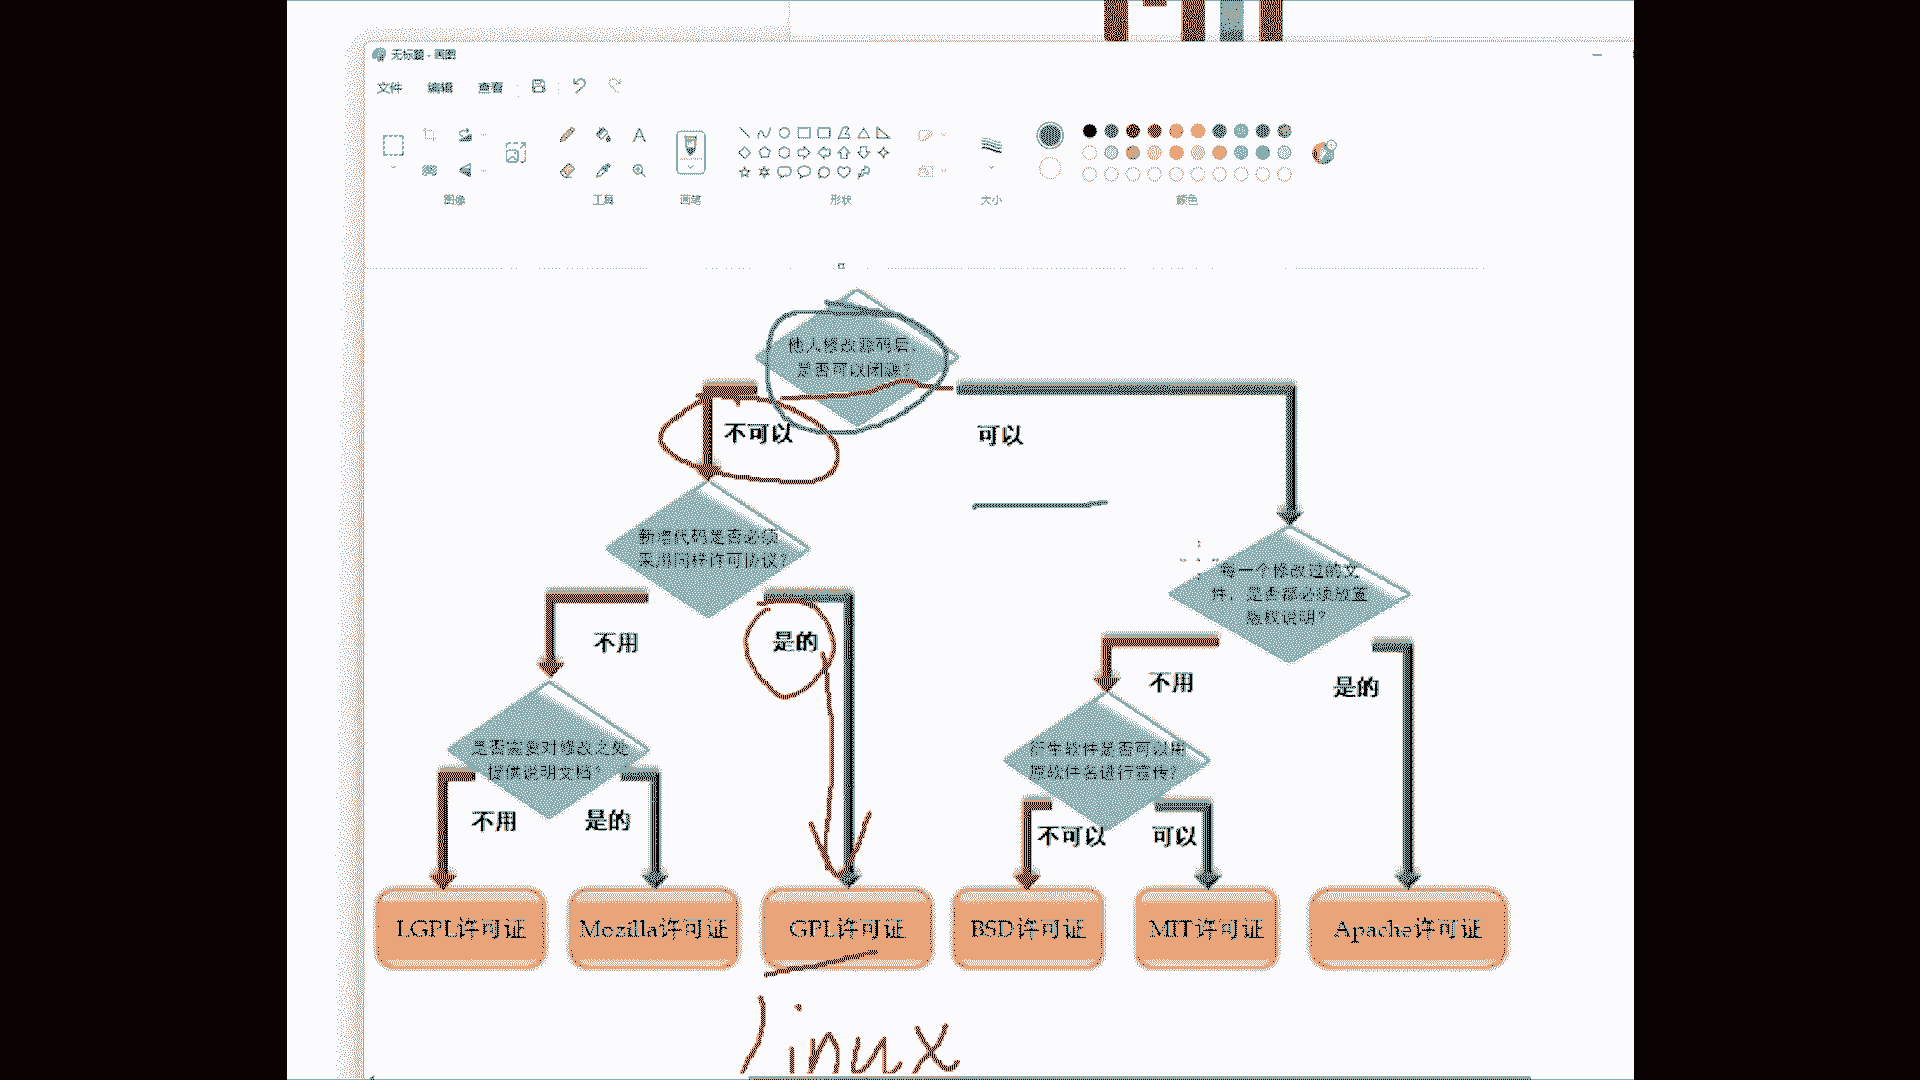 无标题 - 画图
文件 编辑 查看
图像 工具 画笔 形状 大小 颜色
他人修改源码后,
是否可以闭源?
不可以
可以
新增代码是否必须
采用同样许可协议?
每一个修改过的文
件,是否都必须放置
版权说明?
不用
是的
不用
是的
是否需要对修改之处
提供说明文档?
衍生软件是否可以用
原软件名进行宣传?
不用
是的
不可以
可以
LGPL许可证
Mozilla许可证
GPL许可证
BSD许可证
MIT许可证
Apache许可证
linux